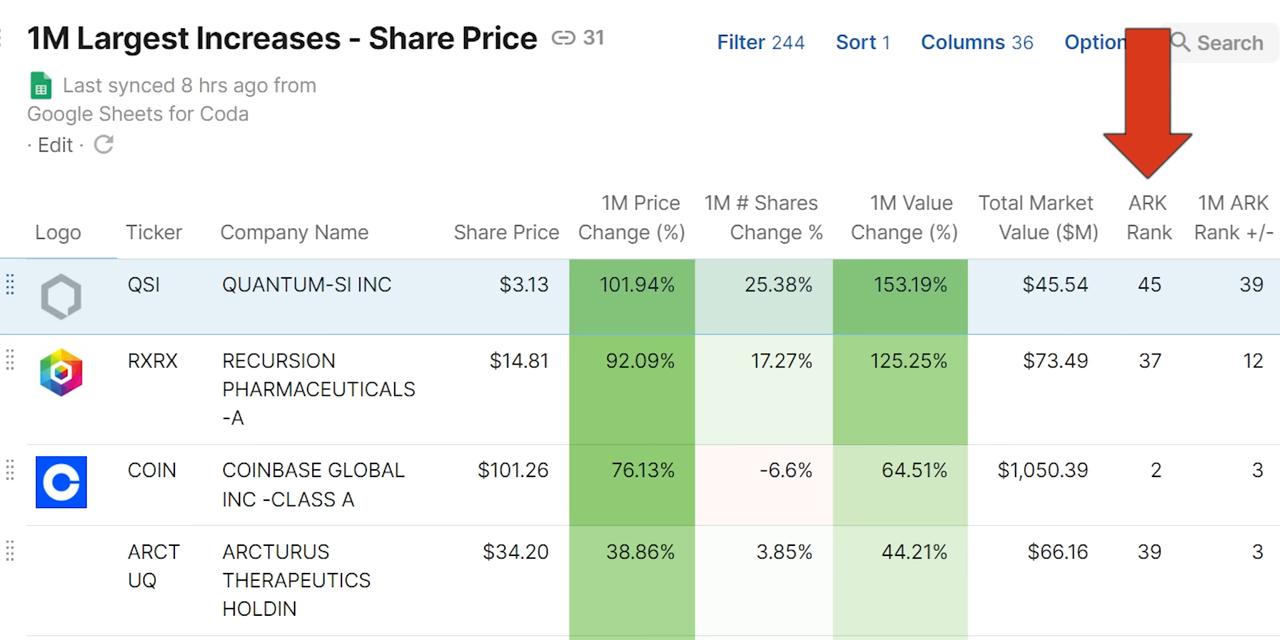 1M Largest Increases - Share Price 31
Filter 244 Sort 1 Columns 36 Option Search
Last synced 8 hrs ago from
Google Sheets for Coda
· Edit ·
1M Price 1M # Shares 1M Value Total Market ARK 1M ARK
Logo Ticker Company Name Share Price Change (%) Change % Change (%) Value ($M) Rank Rank +/-
QSI QUANTUM-SI INC $3.13 101.94% 25.38% 153.19% $45.54 45 39
RXRX RECURSION $14.81 92.09% 17.27% 125.25% $73.49 37 12
PHARMACEUTICALS
-A
COIN COINBASE GLOBAL $101.26 76.13% -6.6% 64.51% $1,050.39 2 3
INC -CLASS A
ARCT ARCTURUS $34.20 38.86% 3.85% 44.21% $66.16 39 3
UQ THERAPEUTICS
HOLDIN